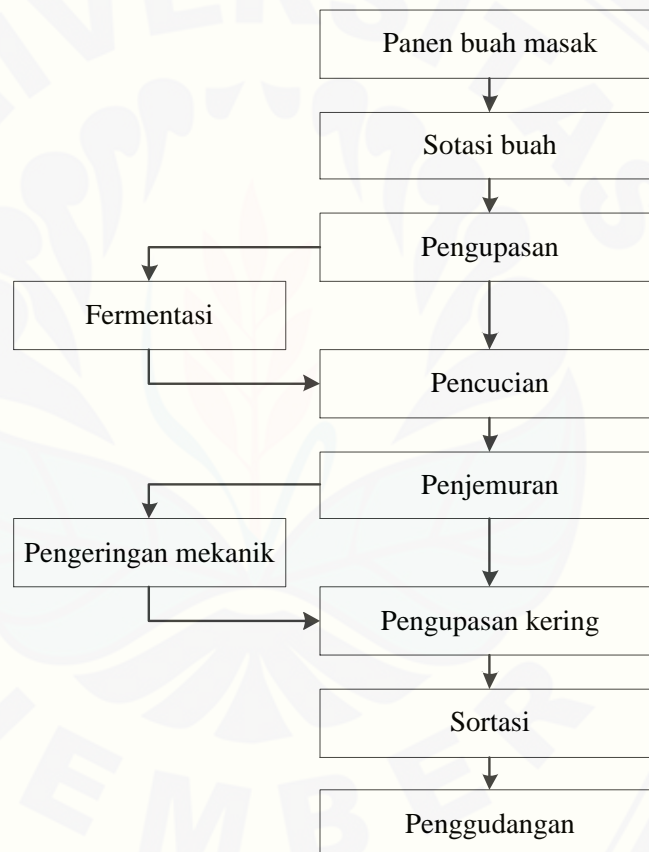 Panen buah masak
Sotasi buah
Pengupasan
Fermentasi
Pencucian
Penjemuran
Pengeringan mekanik
Pengupasan kering
Sortasi
Penggudangan